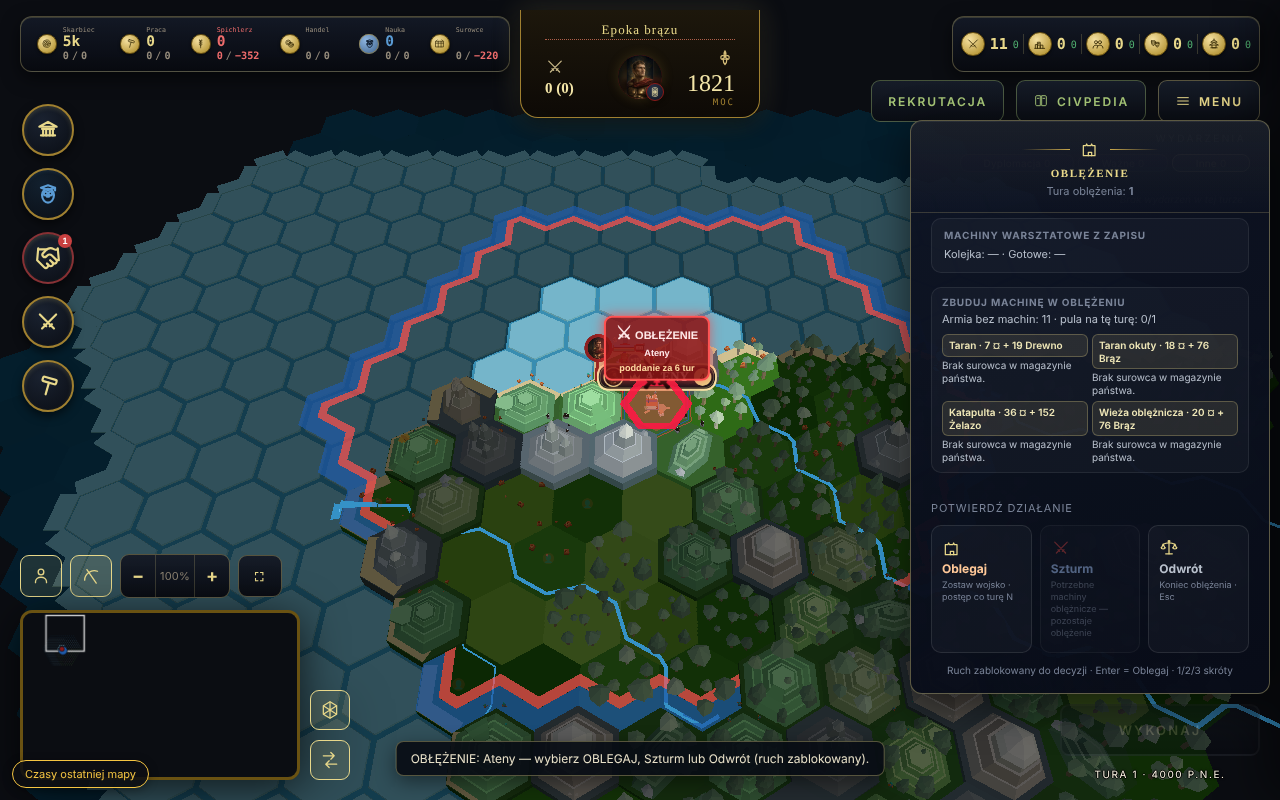 Skarbiec
5k
0 / 0
Praca
0
0 / 0
Spichlerz
0
0 / −352
Handel
0 / 0
Nauka
0
0 / 0
Surowce
0 / −220
Epoka brązu
0 (0)
1821
MOC
11 0
0 0
0 0
0 0
0 0
REKRUTACJA
CIVPEDIA
MENU
1
OBLĘŻENIE
Tura oblężenia: 1
MACHINY WARSZTATOWE Z ZAPISU
Kolejka: — · Gotowe: —
ZBUDUJ MACHINĘ W OBLĘŻENIU
Armia bez machin: 11 · pula na tę turę: 0/1
Taran · 7 ¤ + 19 Drewno
Brak surowca w magazynie
państwa.
Taran okuty · 18 ¤ + 76
Brąz
Brak surowca w magazynie
państwa.
Katapulta · 36 ¤ + 152
Żelazo
Brak surowca w magazynie
państwa.
Wieża oblężnicza · 20 ¤ +
76 Brąz
Brak surowca w magazynie
państwa.
POTWIERDŹ DZIAŁANIE
Oblegaj
Zostaw wojsko ·
postęp co turę N
Szturm
Potrzebne
machiny
oblężnicze —
pozostaje
oblężenie
Odwrót
Koniec oblężenia ·
Esc
Ruch zablokowany do decyzji · Enter = Oblegaj · 1/2/3 skróty
OBLĘŻENIE
Ateny
poddanie za 6 tur
100%
Czasy ostatniej mapy
OBLĘŻENIE: Ateny — wybierz OBLEGAJ, Szturm lub Odwrót (ruch zablokowany).
WYKONAJ
TURA 1 · 4000 P.N.E.